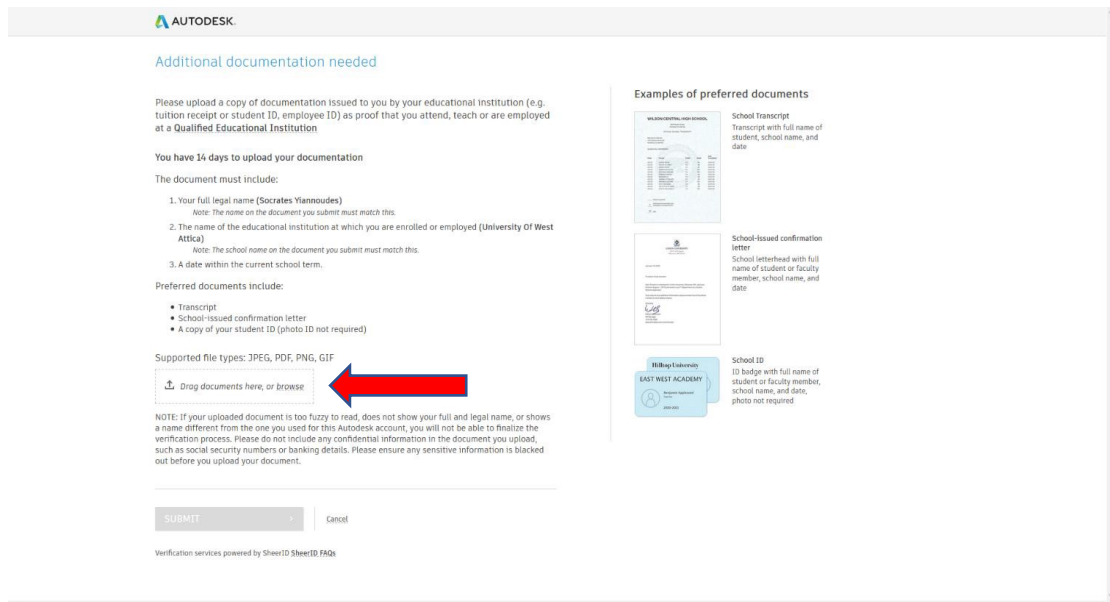 AUTODESK.
Additional documentation needed
Please upload a copy of documentation issued to you by your educational institution (e.g.
tuition receipt or student ID, employee ID) as proof that you attend, teach or are employed
at a Qualified Educational Institution
You have 14 days to upload your documentation
The document must include:
1. Your full legal name (Socrates Yiannoudes)
Note: The name on the document you submit must match this.
2. The name of the educational institution at which you are enrolled or employed (University Of West
Attica)
Note: The school name on the document you submit must match this.
3. A date within the current school term.
Preferred documents include:
• Transcript
• School-issued confirmation letter
• A copy of your student ID (photo ID not required)
Supported file types: JPEG, PDF, PNG, GIF
Drag documents here, or browse
NOTE: If your uploaded document is too fuzzy to read, does not show your full and legal name, or shows
a name different from the one you used for this Autodesk account, you will not be able to finalize the
verification process. Please do not include any confidential information in the document you upload,
such as social security numbers or banking details. Please ensure any sensitive information is blacked
out before you upload your document.
SUBMIT
Cancel
Verification services powered by SheerID SheerID FAQs
Examples of preferred documents
WILSON CENTRAL HIGH SCHOOL
School Transcript
Transcript with full name of
student, school name, and
date
School-issued confirmation
letter
School letterhead with full
name of student or faculty
member, school name, and
date
Hilltop University
EAST WEST ACADEMY
School ID
ID badge with full name of
student or faculty member,
school name, and date,
photo not required